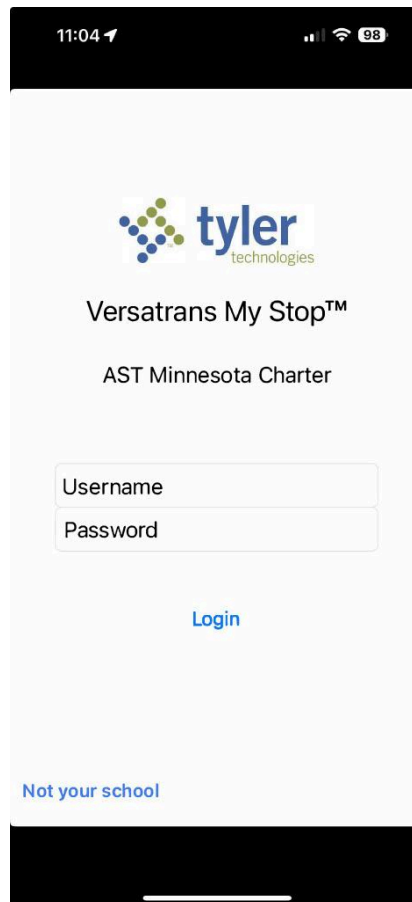 11:04
98
tyler
technologies
Versatrans My Stop™
AST Minnesota Charter
Username
Password
Login
Not your school